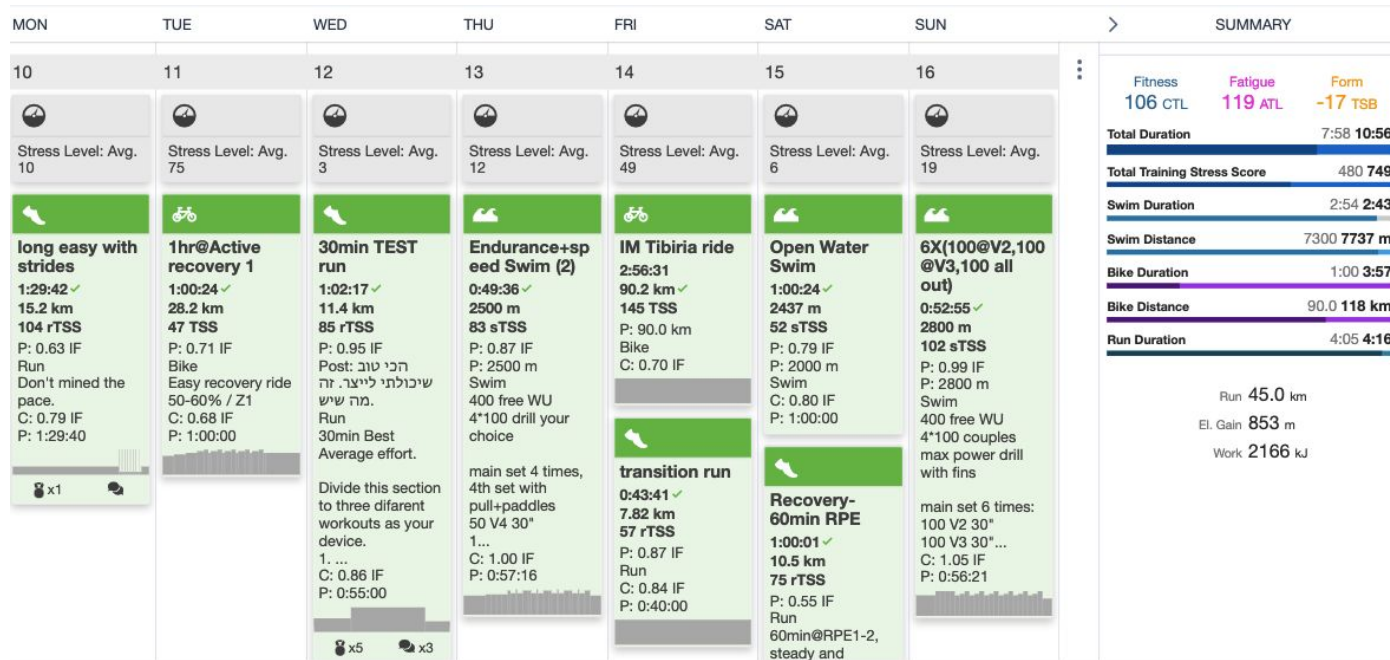 MON
TUE
WED
THU
FRI
SAT
SUN
SUMMARY
10
11
12
13
14
15
16
Stress Level: Avg.
10
Stress Level: Avg.
75
Stress Level: Avg.
3
Stress Level: Avg.
12
Stress Level: Avg.
49
Stress Level: Avg.
6
Stress Level: Avg.
19
long easy with
strides
1:29:42
15.2 km
104 rTSS
P: 0.63 IF
Run
Don't mined the
pace.
C: 0.79 IF
P: 1:29:40
x1
1hr@Active
recovery 1
1:00:24
28.2 km
47 TSS
P: 0.71 IF
Bike
Easy recovery ride
50-60% / Z1
C: 0.68 IF
P: 1:00:00
30min TEST
run
1:02:17
11.4 km
85 rTSS
P: 0.95 IF
Post: הכי טוב
שיכולתי לייצר. זה
מה שיש.
Run
30min Best
Average effort.
Divide this section
to three difarent
workouts as your
device.
1. ...
C: 0.86 IF
P: 0:55:00
x5
x3
Endurance+sp
eed Swim (2)
0:49:36
2500 m
83 sTSS
P: 0.87 IF
P: 2500 m
Swim
400 free WU
4*100 drill your
choice
main set 4 times,
4th set with
pull+paddles
50 V4 30"
1...
C: 1.00 IF
P: 0:57:16
IM Tibiria ride
2:56:31
90.2 km
145 TSS
P: 90.0 km
Bike
C: 0.70 IF
transition run
0:43:41
7.82 km
57 rTSS
P: 0.87 IF
Run
C: 0.84 IF
P: 0:40:00
Open Water
Swim
1:00:24
2437 m
52 sTSS
P: 0.79 IF
P: 2000 m
Swim
C: 0.80 IF
P: 1:00:00
Recovery-
60min RPE
1:00:01
10.5 km
75 rTSS
P: 0.55 IF
Run
60min@RPE1-2,
steady and
6X(100@V2,100
@V3,100 all
out)
0:52:55
2800 m
102 sTSS
P: 0.99 IF
P: 2800 m
Swim
400 free WU
4*100 couples
max power drill
with fins
main set 6 times:
100 V2 30"
100 V3 30"...
C: 1.05 IF
P: 0:56:21
Fitness
106 CTL
Fatigue
119 ATL
Form
-17 TSB
Total Duration 7:58 10:56
Total Training Stress Score 480 749
Swim Duration 2:54 2:43
Swim Distance 7300 7737 m
Bike Duration 1:00 3:57
Bike Distance 90.0 118 km
Run Duration 4:05 4:16
Run 45.0 km
El. Gain 853 m
Work 2166 kJ